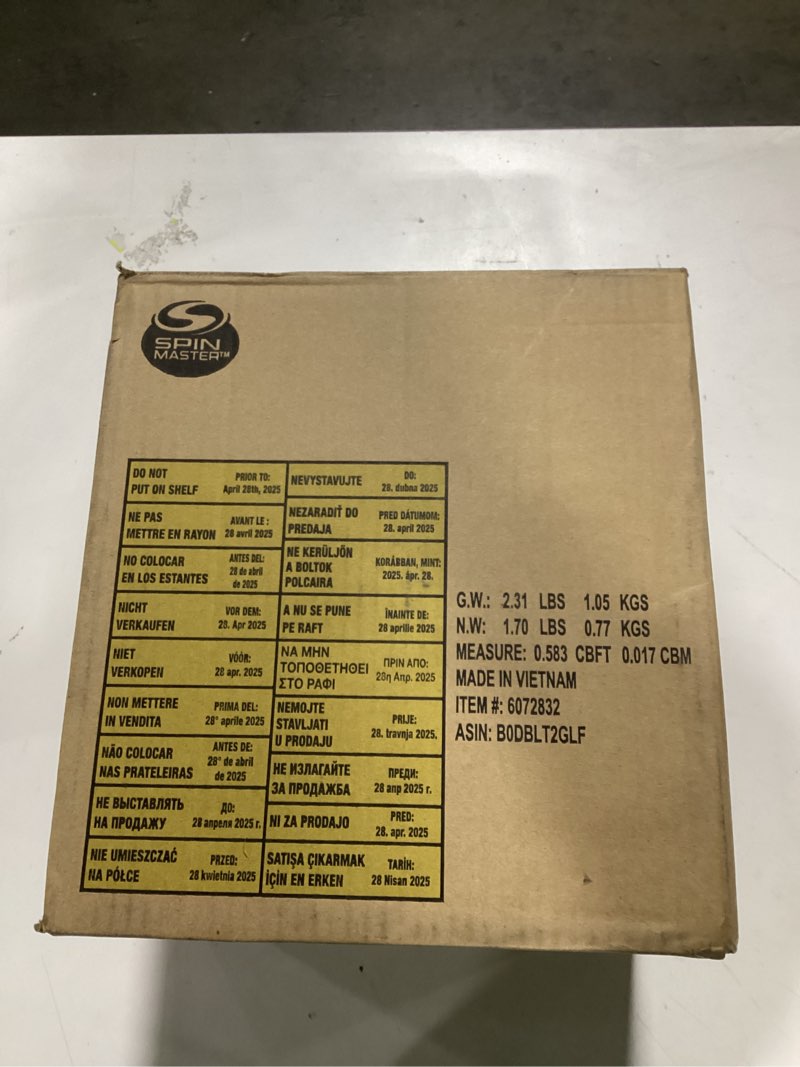 SPIN
MASTER™
DO NOT
PUT ON SHELF
PRIOR TO:
April 28th, 2025
NE PAS
METTRE EN RAYON
AVANT LE :
28 avril 2025
NO COLOCAR
EN LOS ESTANTES
ANTES DEL:
28 de abril
de 2025
NICHT
VERKAUFEN
VOR DEM:
28. Apr 2025
NIET
VERKOPEN
VÓÓR:
28 apr. 2025
NON METTERE
IN VENDITA
PRIMA DEL:
28° aprile 2025
NÃO COLOCAR
NAS PRATELEIRAS
ANTES DE:
28° de abril
de 2025
НЕ ВЫСТАВЛЯТЬ
НА ПРОДАЖУ
ДО:
28 апреля 2025 г.
NIE UMIESZCZAĆ
NA PÓŁCE
PRZED:
28 kwietnia 2025
NEVYSTAVUJTE
DO:
28. dubna 2025
NEZARADIŤ DO
PREDAJA
PRED DÁTUMOM:
28. apríl 2025
NE KERÜLJÖN
A BOLTOK
POLCAIRA
KORÁBBAN, MINT:
2025. ápr. 28.
A NU SE PUNE
PE RAFT
ÎNAINTE DE:
28 aprilie 2025
ΝΑ ΜΗΝ
ΤΟΠΟΘΕΤΗΘΕΙ
ΣΤΟ ΡΑΦΙ
ΠΡΙΝ ΑΠΟ:
28η Απρ. 2025
NEMOJTE
STAVLJATI
U PRODAJU
PRIJE:
28. travnja 2025.
НЕ ИЗЛАГАЙТЕ
ЗА ПРОДАЖБА
ПРЕДИ:
28 апр 2025 г.
NI ZA PRODAJO
PRED:
28. apr. 2025
SATIŞA ÇIKARMAK
İÇİN EN ERKEN
TARİH:
28 Nisan 2025
G.W.: 2.31 LBS 1.05 KGS
N.W: 1.70 LBS 0.77 KGS
MEASURE: 0.583 CBFT 0.017 CBM
MADE IN VIETNAM
ITEM #: 6072832
ASIN: B0DBLT2GLF